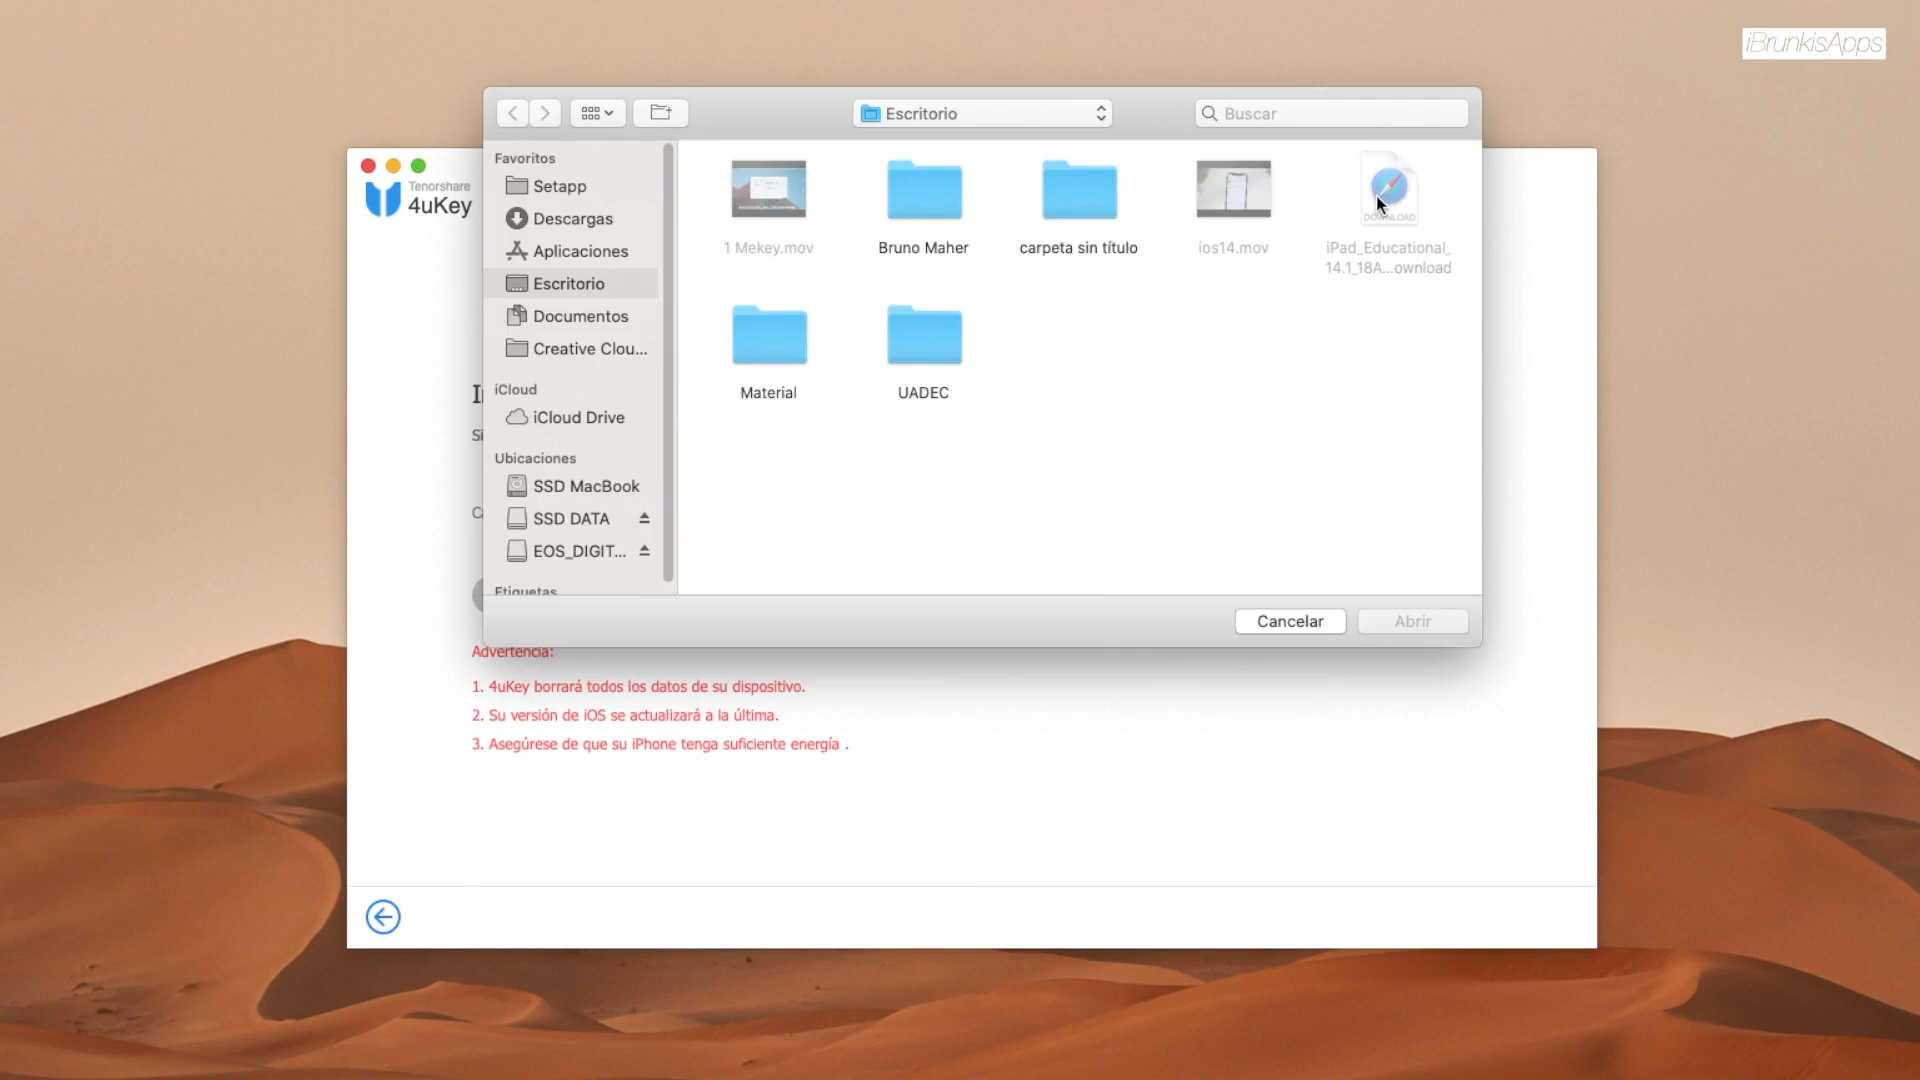 iBrunkisApps
Escritorio
Buscar
Tenorshare
4uKey
Favoritos
Setapp
Descargas
Aplicaciones
Escritorio
Documentos
Creative Clou...
iCloud
iCloud Drive
Ubicaciones
SSD MacBook
SSD DATA
EOS_DIGIT...
Etiquetas
1 Mekey.mov
Bruno Maher
carpeta sin título
ios14.mov
DOWNLOAD
iPad_Educational_
14.1_18A...ownload
Material
UADEC
Cancelar
Abrir
Si
Advertencia:
1. 4uKey borrará todos los datos de su dispositivo.
2. Su versión de iOS se actualizará a la última.
3. Asegúrese de que su iPhone tenga suficiente energía .